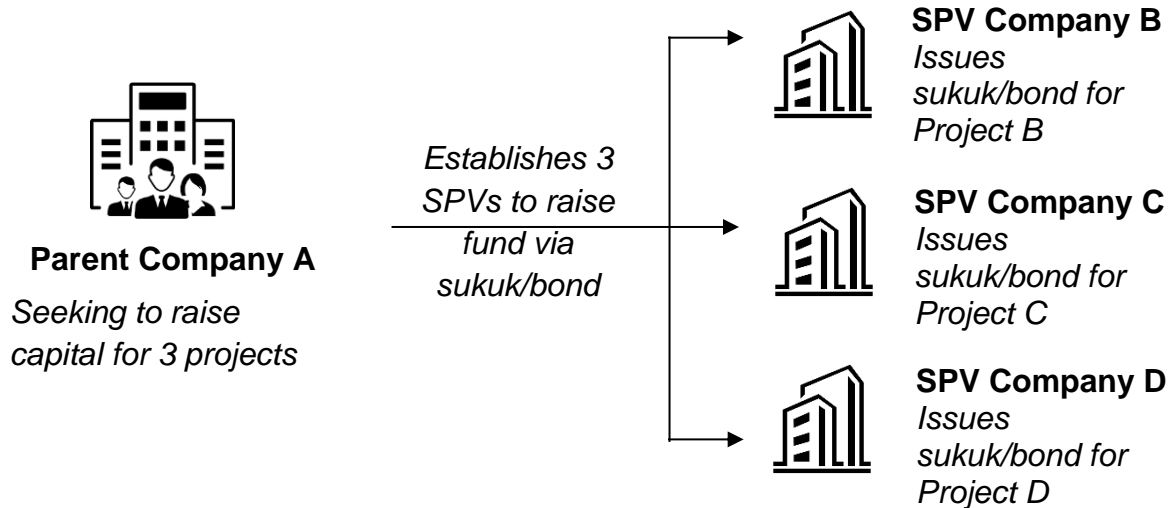 Parent Company A
Seeking to raise
capital for 3 projects
Establishes 3
SPVs to raise
fund via
sukuk/bond
SPV Company B
Issues
sukuk/bond for
Project B
SPV Company C
Issues
sukuk/bond for
Project C
SPV Company D
Issues
sukuk/bond for
Project D